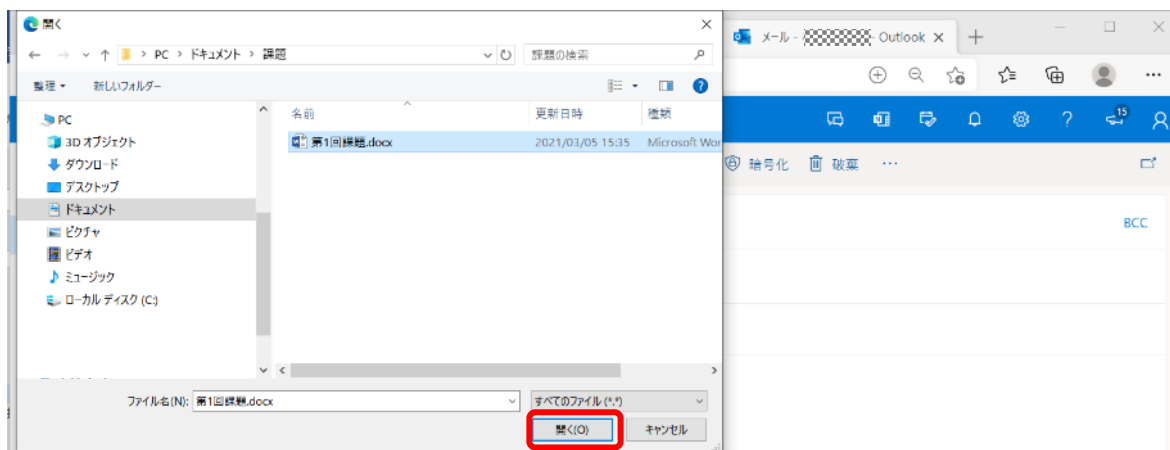 開く
メール - Outlook
PC > ドキュメント > 課題
課題の検索
整理 新しいフォルダー
15
名前 更新日時 種類
PC
第1回課題.docx 2021/03/05 15:35 Microsoft Wor
3D オブジェクト
ダウンロード
暗号化 破棄 …
デスクトップ
ドキュメント
ピクチャ
BCC
ビデオ
ミュージック
ローカル ディスク (C:)
ファイル名(N): 第1回課題.docx すべてのファイル (*.*)
開く(O) キャンセル